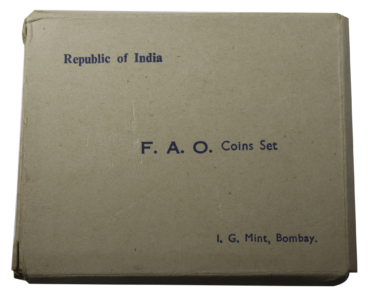 Republic of India
F. A. O. Coins Set
I. G. Mint, Bombay.